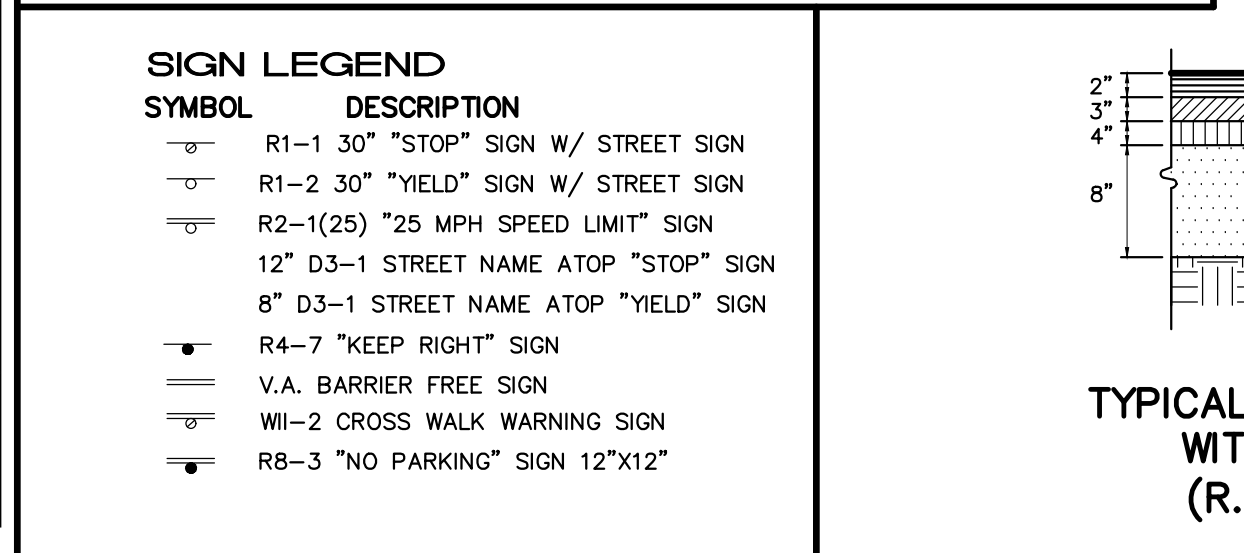 SIGN LEGEND
SYMBOL DESCRIPTION
R1-1 30" "STOP" SIGN W/ STREET SIGN
R1-2 30" "YIELD" SIGN W/ STREET SIGN
R2-1(25) "25 MPH SPEED LIMIT" SIGN
12" D3-1 STREET NAME ATOP "STOP" SIGN
8" D3-1 STREET NAME ATOP "YIELD" SIGN
R4-7 "KEEP RIGHT" SIGN
V.A. BARRIER FREE SIGN
WII-2 CROSS WALK WARNING SIGN
R8-3 "NO PARKING" SIGN 12"X12"
2"
3"
4"
8"
TYPICAL
WIT
(R.